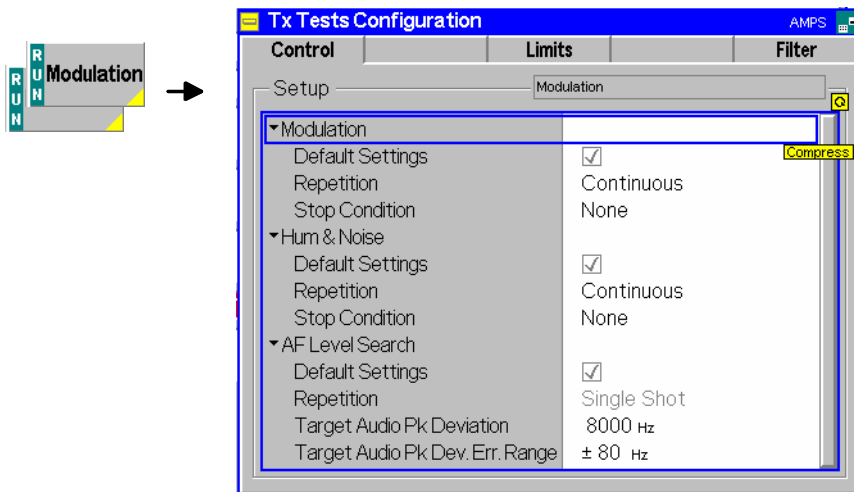 Tx Tests Configuration AMPS
Control Limits Filter
RUN
RUN Modulation
Setup Modulation
Modulation
Compress
Default Settings
Repetition Continuous
Stop Condition None
Hum & Noise
Default Settings
Repetition Continuous
Stop Condition None
AF Level Search
Default Settings
Repetition Single Shot
Target Audio Pk Deviation 8000 Hz
Target Audio Pk Dev. Err. Range ± 80 Hz